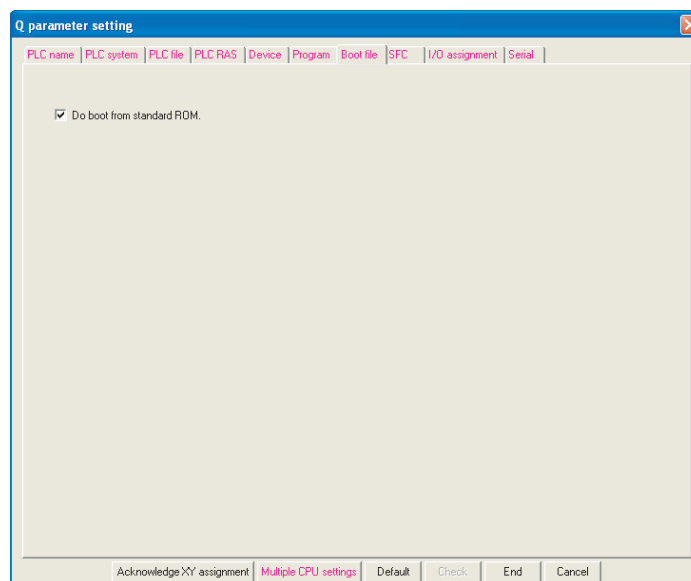 Q parameter setting
PLC name PLC system PLC file PLC RAS Device Program Boot file SFC I/O assignment Serial
Do boot from standard ROM.
Acknowledge XY assignment Multiple CPU settings Default Check End Cancel